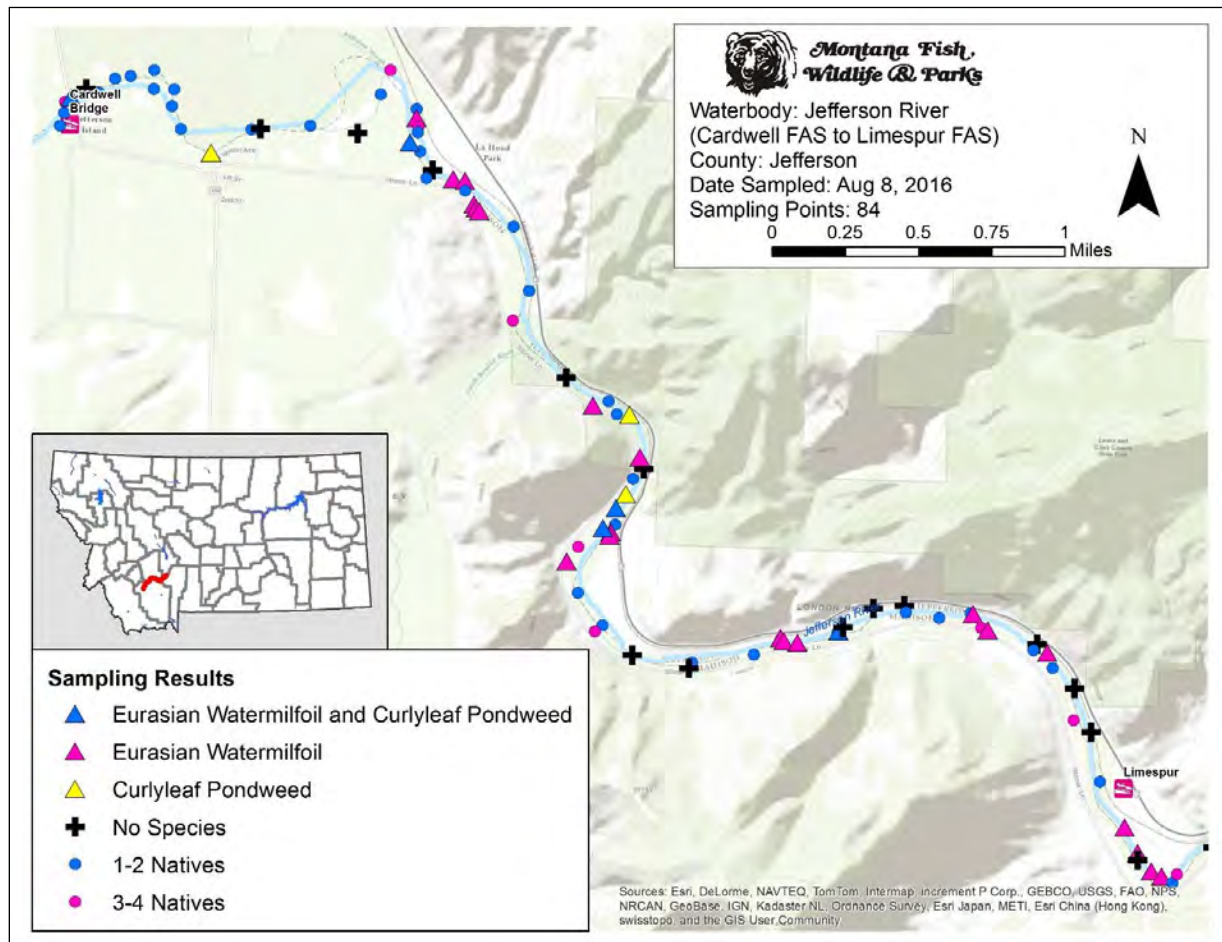 Montana Fish,
Wildlife & Parks
Waterbody: Jefferson River
(Cardwell FAS to Limespur FAS)
County: Jefferson
Date Sampled: Aug 8, 2016
Sampling Points: 84
N
0 0.25 0.5 0.75 1
Miles
Cardwell
Bridge
Jefferson
Island
La Hood
Park
Jefferson River
Limespur
Sampling Results
Eurasian Watermilfoil and Curlyleaf Pondweed
Eurasian Watermilfoil
Curlyleaf Pondweed
No Species
1-2 Natives
3-4 Natives
Sources: Esri, DeLorme, NAVTEQ, TomTom, Intermap, increment P Corp., GEBCO, USGS, FAO, NPS,
NRCAN, GeoBase, IGN, Kadaster NL, Ordnance Survey, Esri Japan, METI, Esri China (Hong Kong),
swisstopo, and the GIS User Community